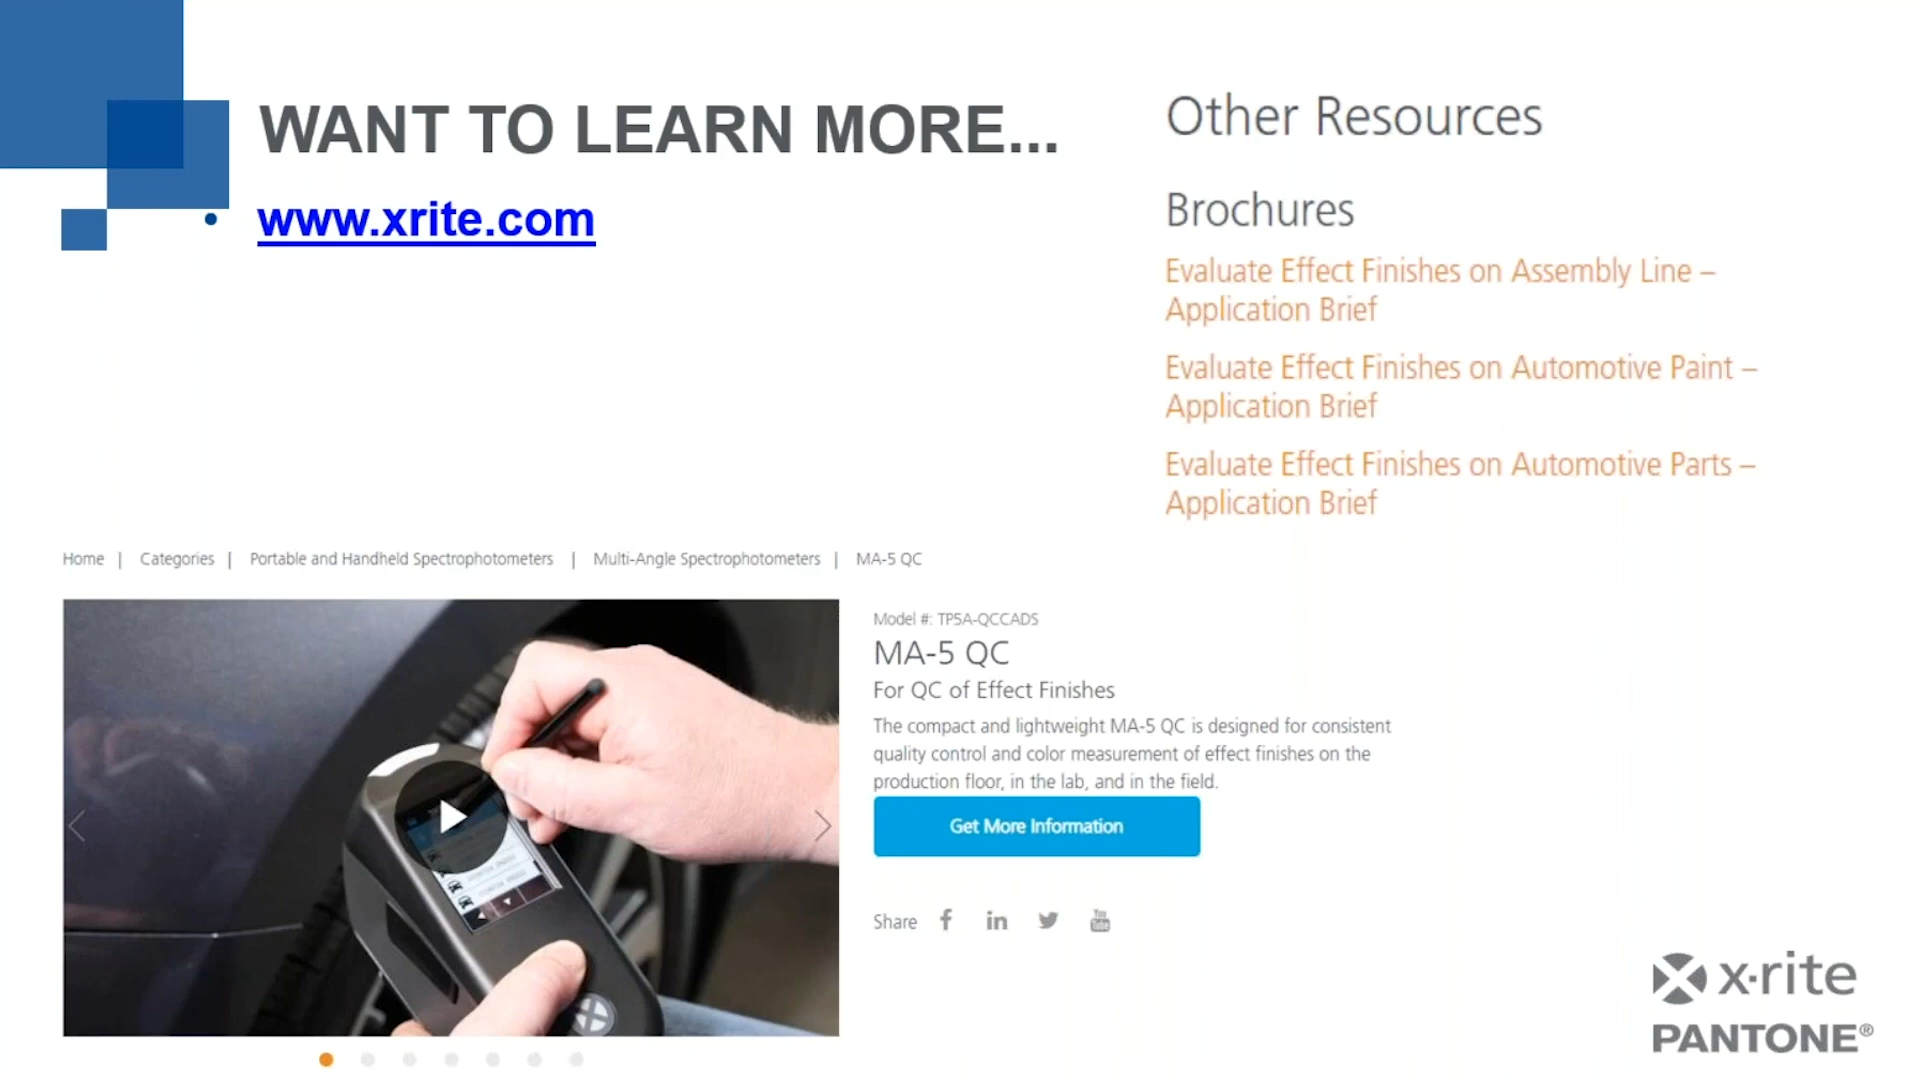 WANT TO LEARN MORE...
• www.xrite.com
Other Resources
Brochures
Evaluate Effect Finishes on Assembly Line –
Application Brief
Evaluate Effect Finishes on Automotive Paint –
Application Brief
Evaluate Effect Finishes on Automotive Parts –
Application Brief
Home | Categories | Portable and Handheld Spectrophotometers | Multi-Angle Spectrophotometers | MA-5 QC
Model #: TP5A-QCCADS
MA-5 QC
For QC of Effect Finishes
The compact and lightweight MA-5 QC is designed for consistent
quality control and color measurement of effect finishes on the
production floor, in the lab, and in the field.
Get More Information
Share
You
Tube
x·rite
PANTONE®